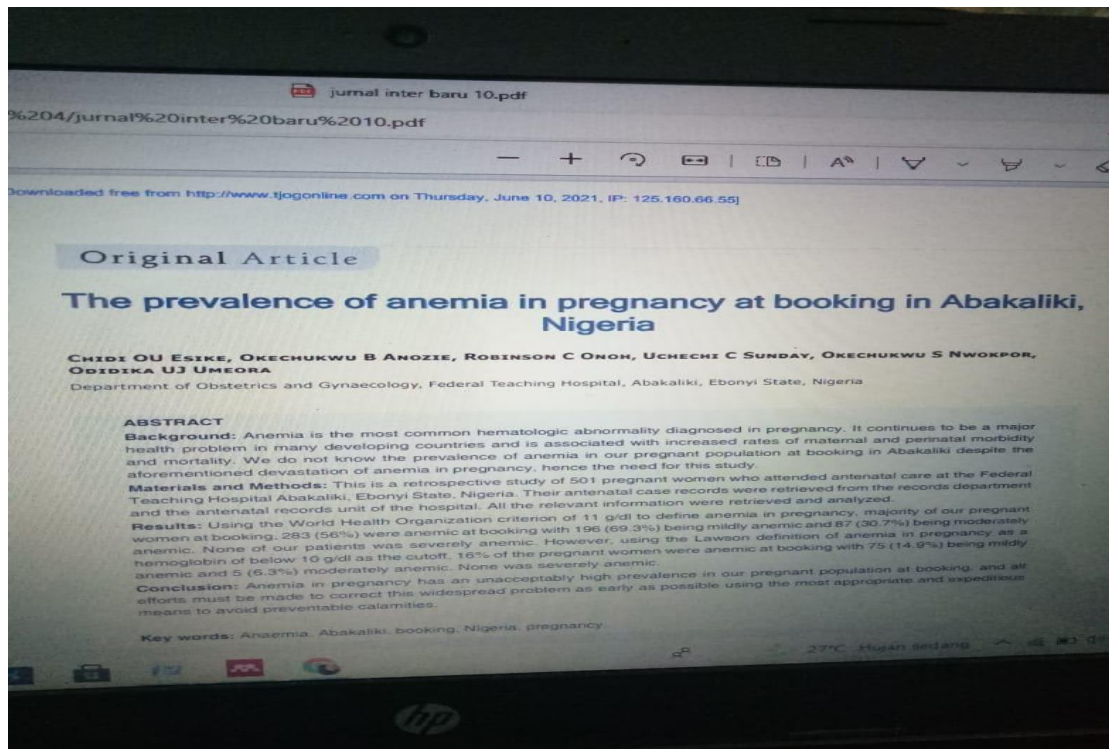 jurnal inter baru 10.pdf
%204/jurnal%20inter%20baru%2010.pdf
Downloaded free from http://www.tjogonline.com on Thursday, June 10, 2021, IP: 125.160.66.55]
Original Article
The prevalence of anemia in pregnancy at booking in Abakaliki,
Nigeria
CHIDI OU ESIKE, OKECHUKWU B ANOZIE, ROBINSON C ONOH, UCHECHI C SUNDAY, OKECHUKWU S NWOKPOR,
ODIDIKA UJ UMEORA
Department of Obstetrics and Gynaecology, Federal Teaching Hospital, Abakaliki, Ebonyi State, Nigeria
ABSTRACT
Background: Anemia is the most common hematologic abnormality diagnosed in pregnancy. It continues to be a major
health problem in many developing countries and is associated with increased rates of maternal and perinatal morbidity
and mortality. We do not know the prevalence of anemia in our pregnant population at booking in Abakaliki despite the
aforementioned devastation of anemia in pregnancy, hence the need for this study.
Materials and Methods: This is a retrospective study of 501 pregnant women who attended antenatal care at the Federal
Teaching Hospital Abakaliki, Ebonyi State, Nigeria. Their antenatal case records were retrieved from the records department
and the antenatal records unit of the hospital. All the relevant information were retrieved and analyzed.
Results: Using the World Health Organization criterion of 11 g/dl to define anemia in pregnancy, majority of our pregnant
women at booking, 283 (56%) were anemic at booking with 196 (69.3%) being mildly anemic and 87 (30.7%) being moderately
anemic. None of our patients was severely anemic. However, using the Lawson definition of anemia in pregnancy as a
hemoglobin of below 10 g/dl as the cutoff, 16% of the pregnant women were anemic at booking with 75 (14.9%) being mildly
anemic and 5 (6.3%) moderately anemic. None was severely anemic.
Conclusion: Anemia in pregnancy has an unacceptably high prevalence in our pregnant population at booking, and all
efforts must be made to correct this widespread problem as early as possible using the most appropriate and expeditious
means to avoid preventable calamities.
Key words: Anaemia, Abakaliki, booking, Nigeria, pregnancy
27°C Hujan sedang
hp